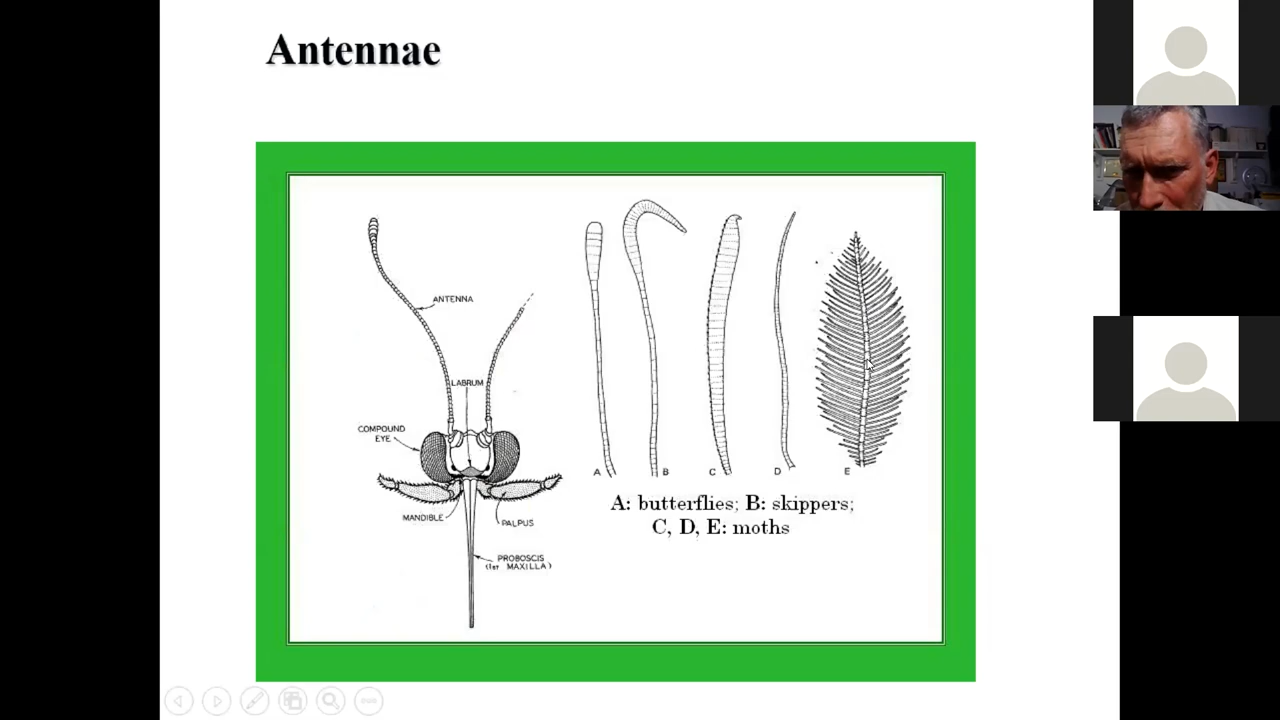 Antennae
ANTENNA
LABRUM
COMPOUND
EYE
MANDIBLE
PALPUS
PROBOSCIS
(1ST MAXILLA)
A B C D E
A: butterflies; B: skippers;
C, D, E: moths